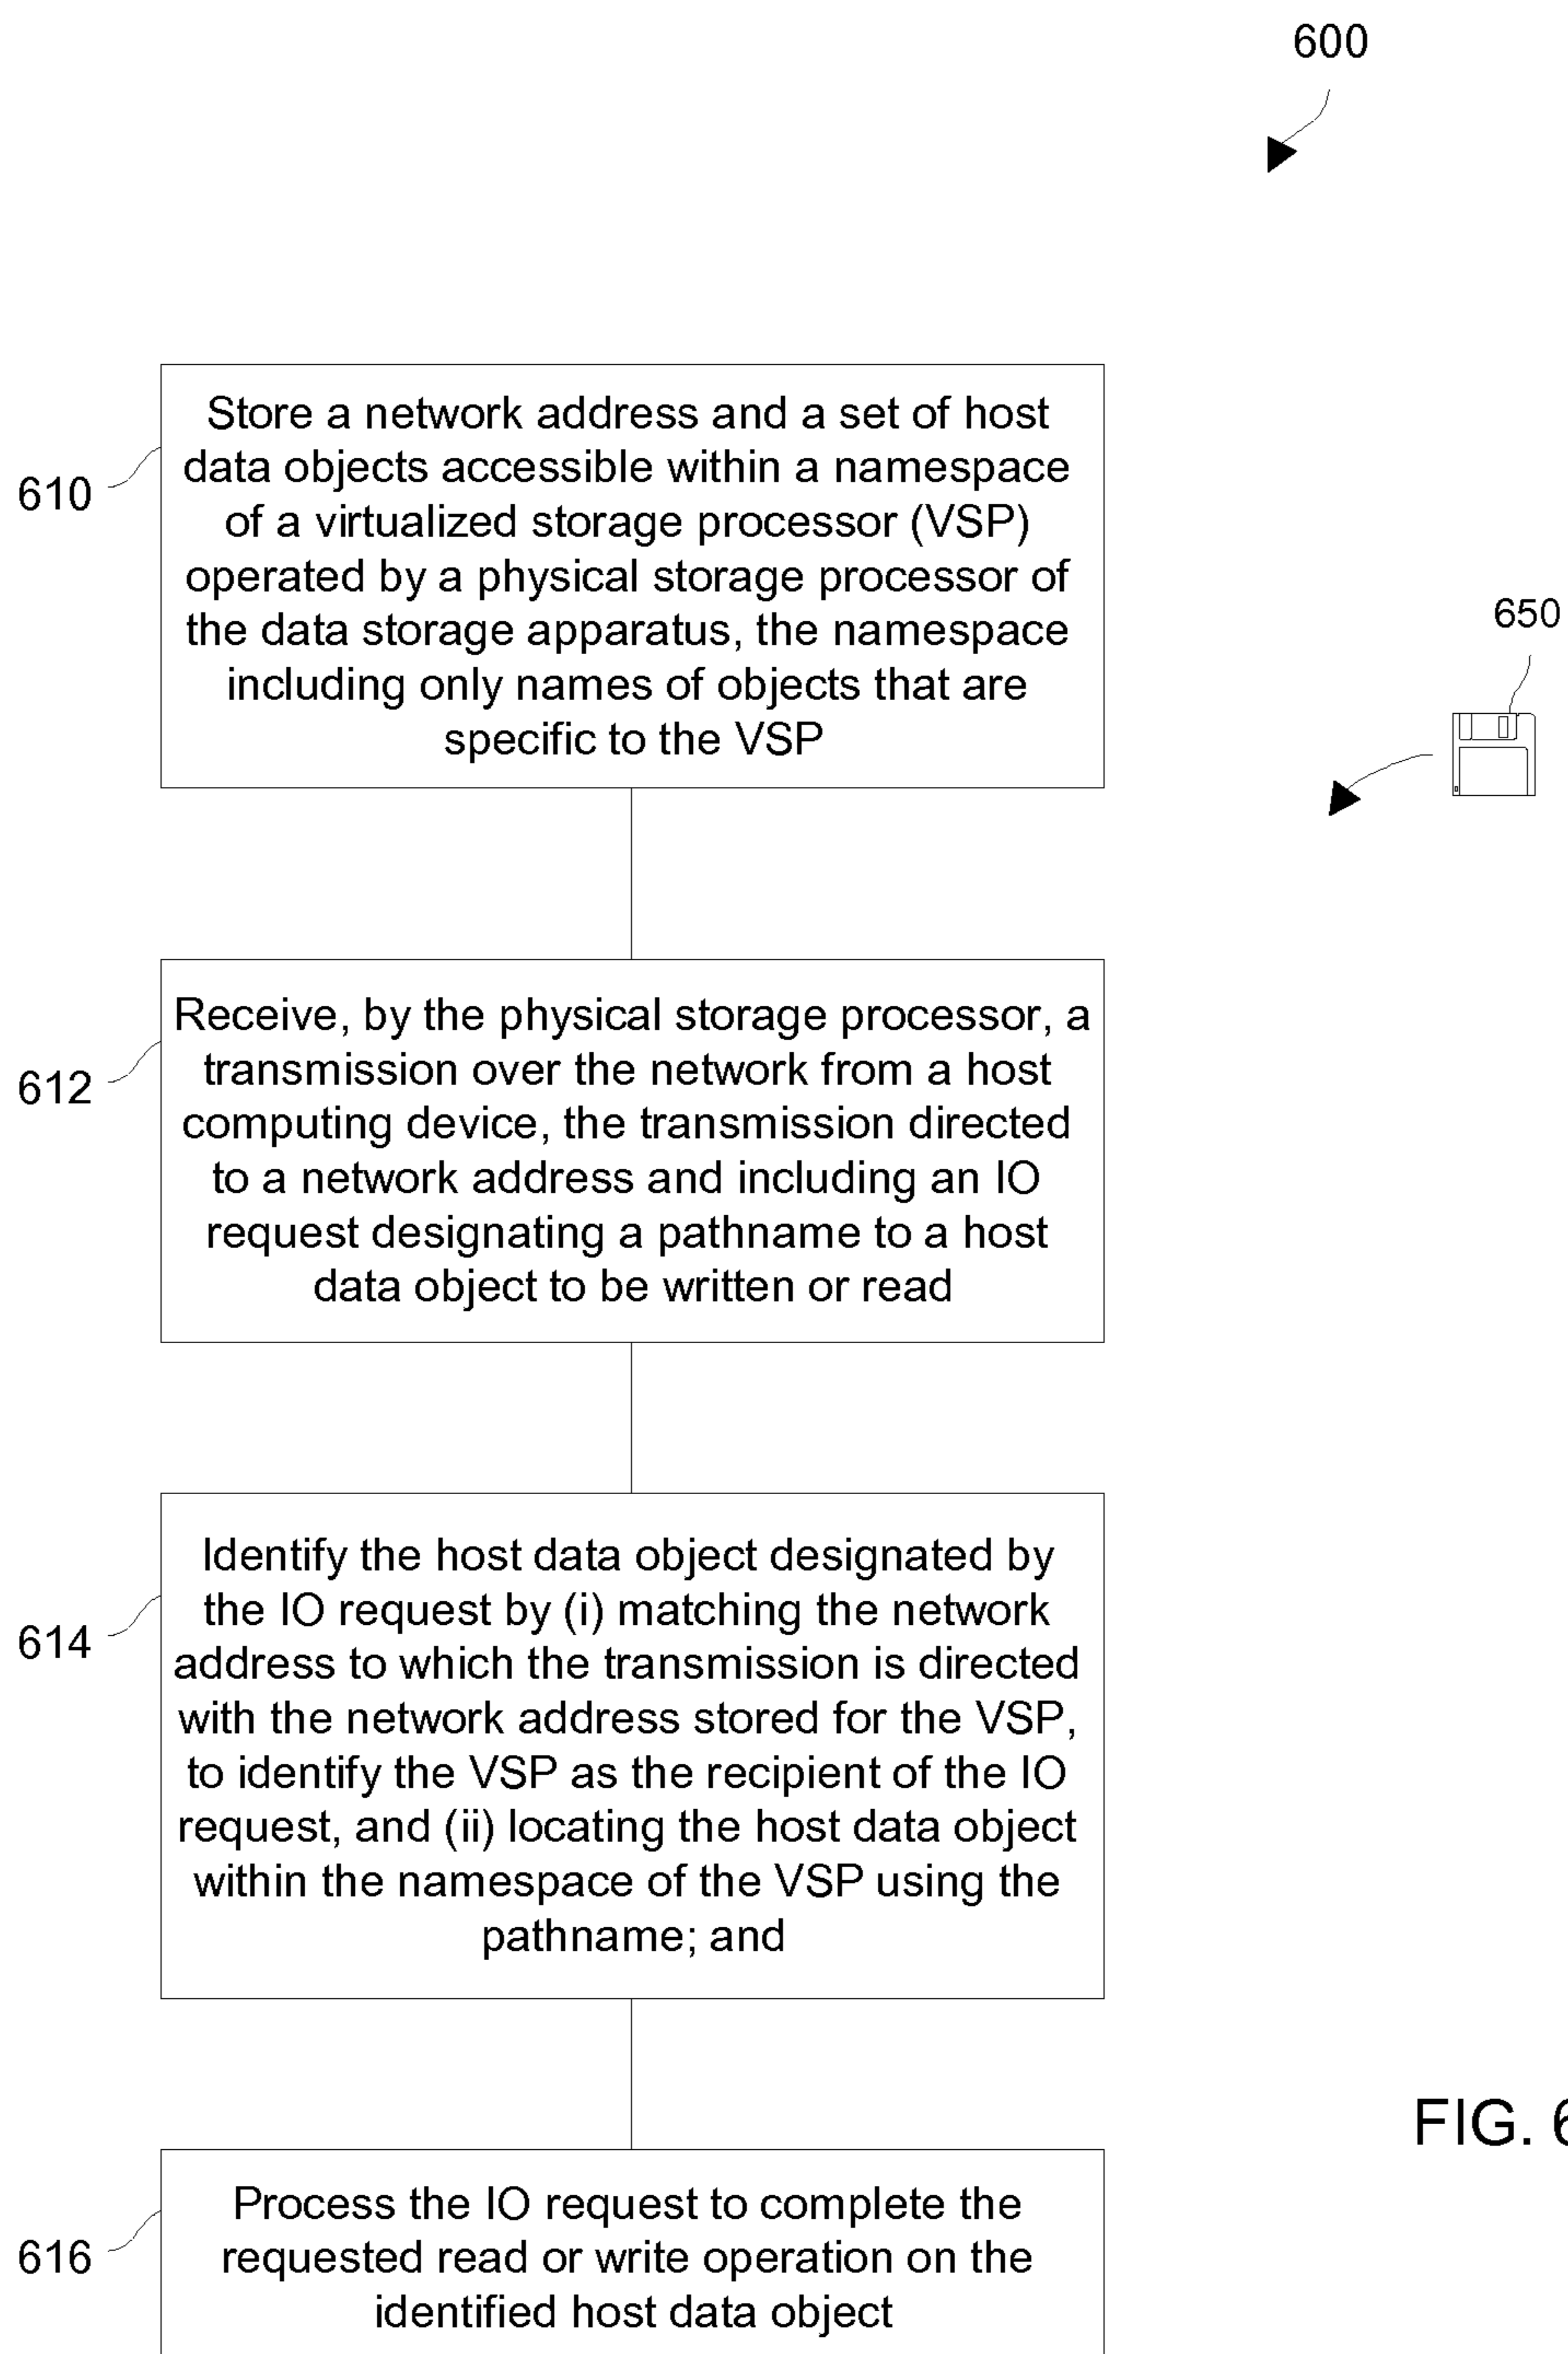 600
610
Store a network address and a set of host
data objects accessible within a namespace
of a virtualized storage processor (VSP)
operated by a physical storage processor of
the data storage apparatus, the namespace
including only names of objects that are
specific to the VSP
650
612
Receive, by the physical storage processor, a
transmission over the network from a host
computing device, the transmission directed
to a network address and including an IO
request designating a pathname to a host
data object to be written or read
614
Identify the host data object designated by
the IO request by (i) matching the network
address to which the transmission is directed
with the network address stored for the VSP,
to identify the VSP as the recipient of the IO
request, and (ii) locating the host data object
within the namespace of the VSP using the
pathname; and
FIG. 6
616
Process the IO request to complete the
requested read or write operation on the
identified host data object